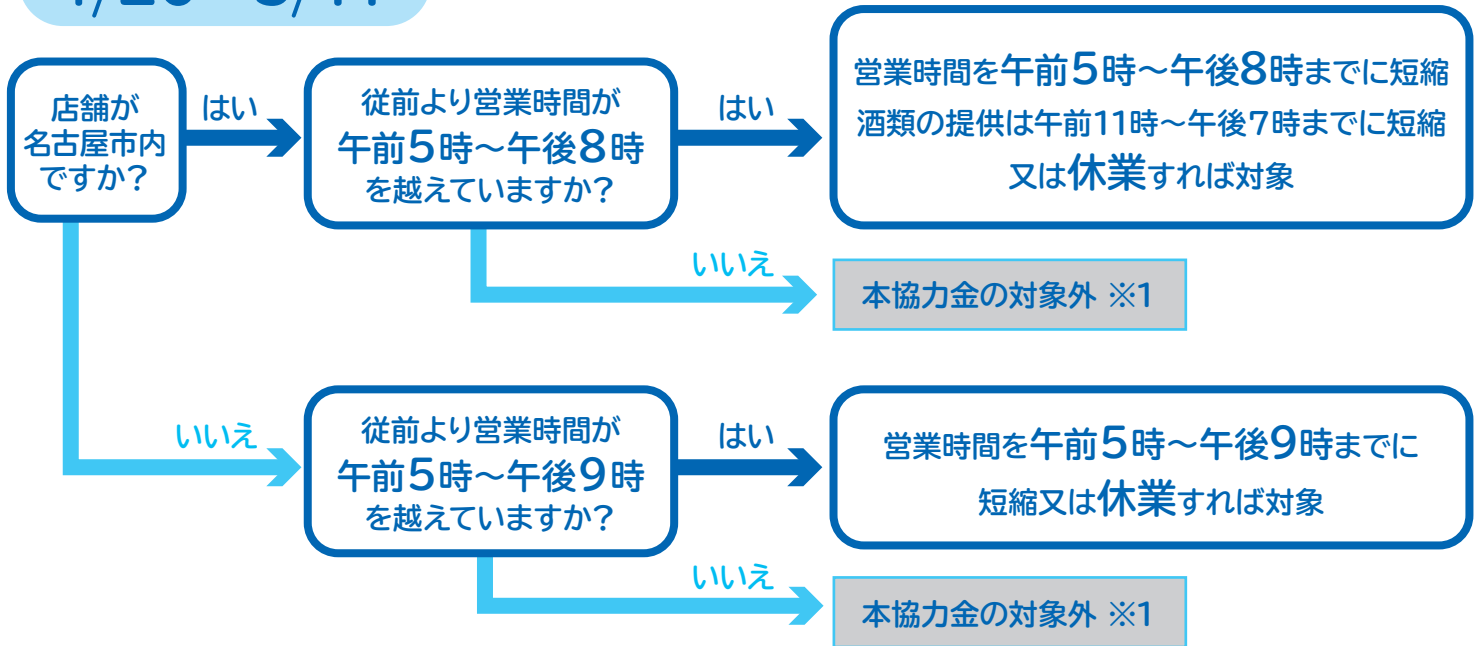 店舗が
名古屋市内
ですか?
はい
従前より営業時間が
午前5時～午後8時
を越えていますか?
はい
営業時間を午前5時～午後8時までに短縮
酒類の提供は午前11時～午後7時までに短縮
又は休業すれば対象
いいえ
本協力金の対象外 ※1
いいえ
従前より営業時間が
午前5時～午後9時
を越えていますか?
はい
営業時間を午前5時～午後9時までに
短縮又は休業すれば対象
いいえ
本協力金の対象外 ※1